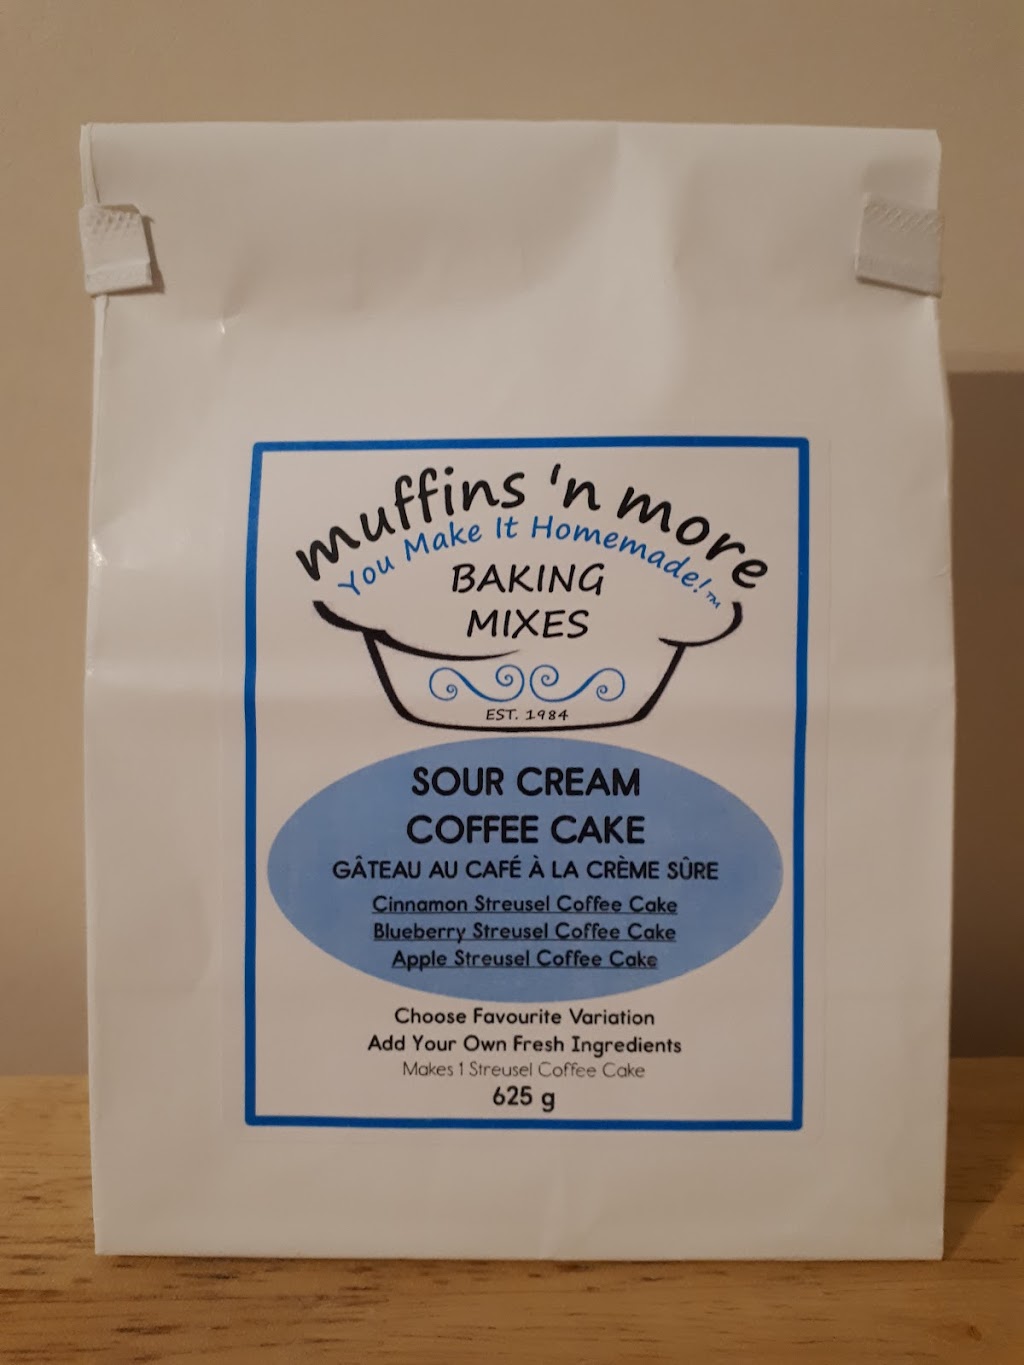 muffins 'n more
You Make It Homemade!™
BAKING
MIXES
EST. 1984
SOUR CREAM
COFFEE CAKE
GÂTEAU AU CAFÉ À LA CRÈME SÛRE
Cinnamon Streusel Coffee Cake
Blueberry Streusel Coffee Cake
Apple Streusel Coffee Cake
Choose Favourite Variation
Add Your Own Fresh Ingredients
Makes 1 Streusel Coffee Cake
625 g